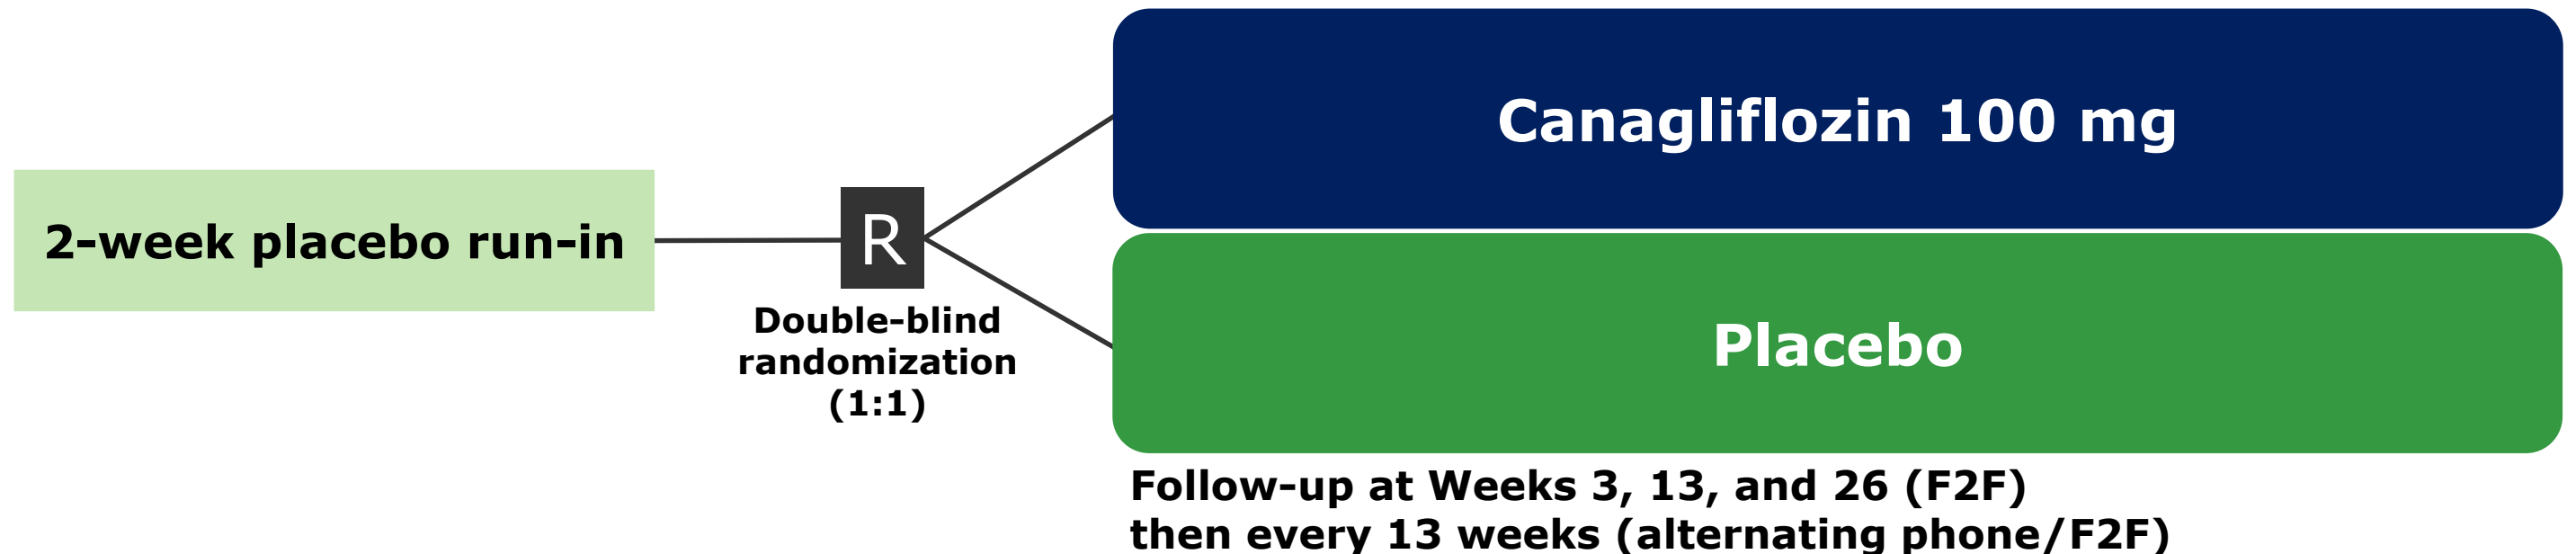 2-week placebo run-in
R
Double-blind
randomization
(1:1)
Canagliflozin 100 mg
Placebo
Follow-up at Weeks 3, 13, and 26 (F2F)
then every 13 weeks (alternating phone/F2F)